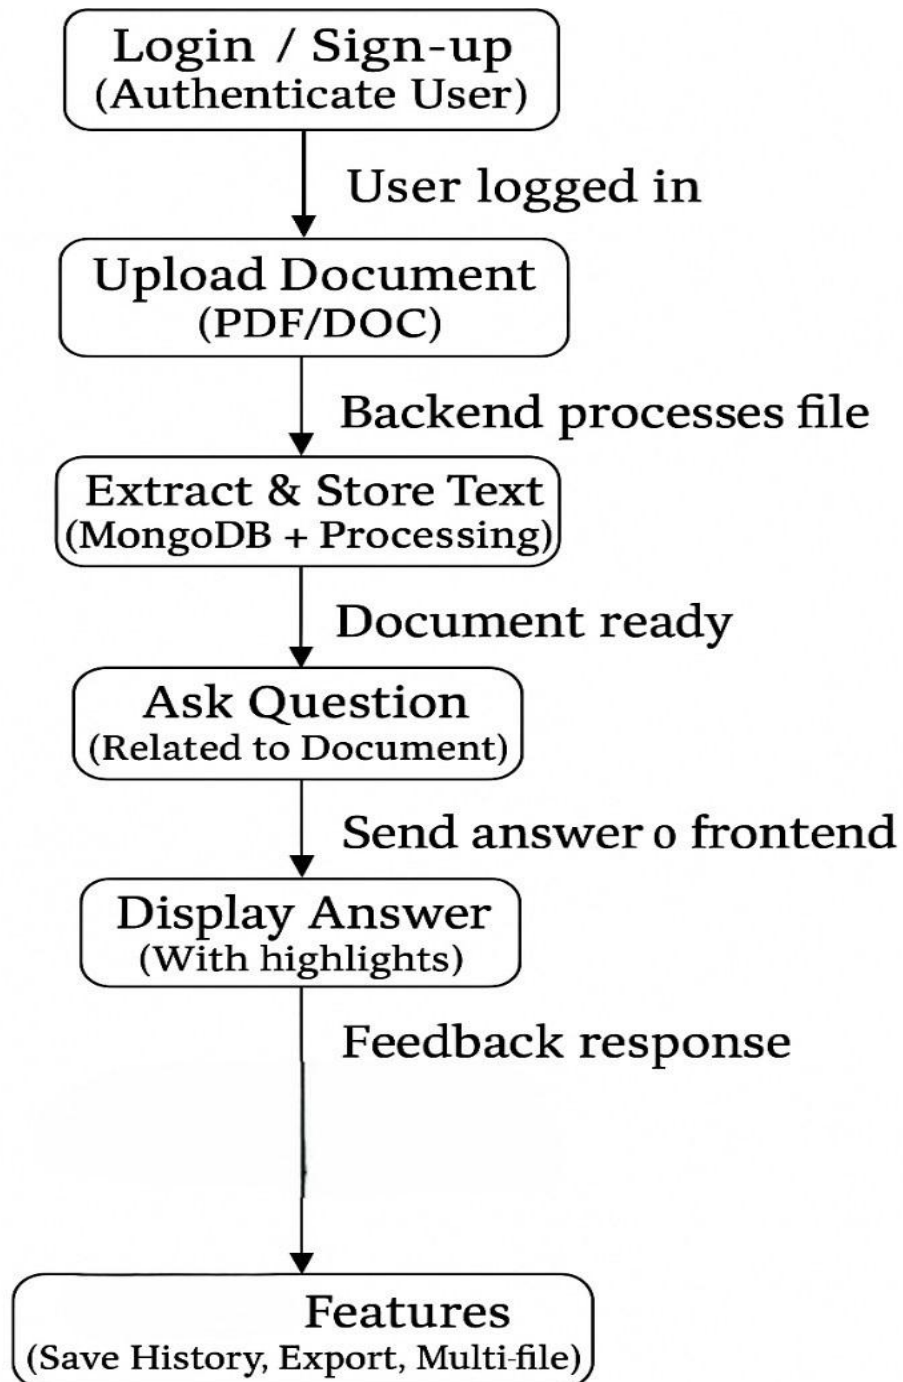 Login / Sign-up
(Authenticate User)
User logged in
Upload Document
(PDF/DOC)
Backend processes file
Extract & Store Text
(MongoDB + Processing)
Document ready
Ask Question
(Related to Document)
Send answer o frontend
Display Answer
(With highlights)
Feedback response
Features
(Save History, Export, Multi-file)